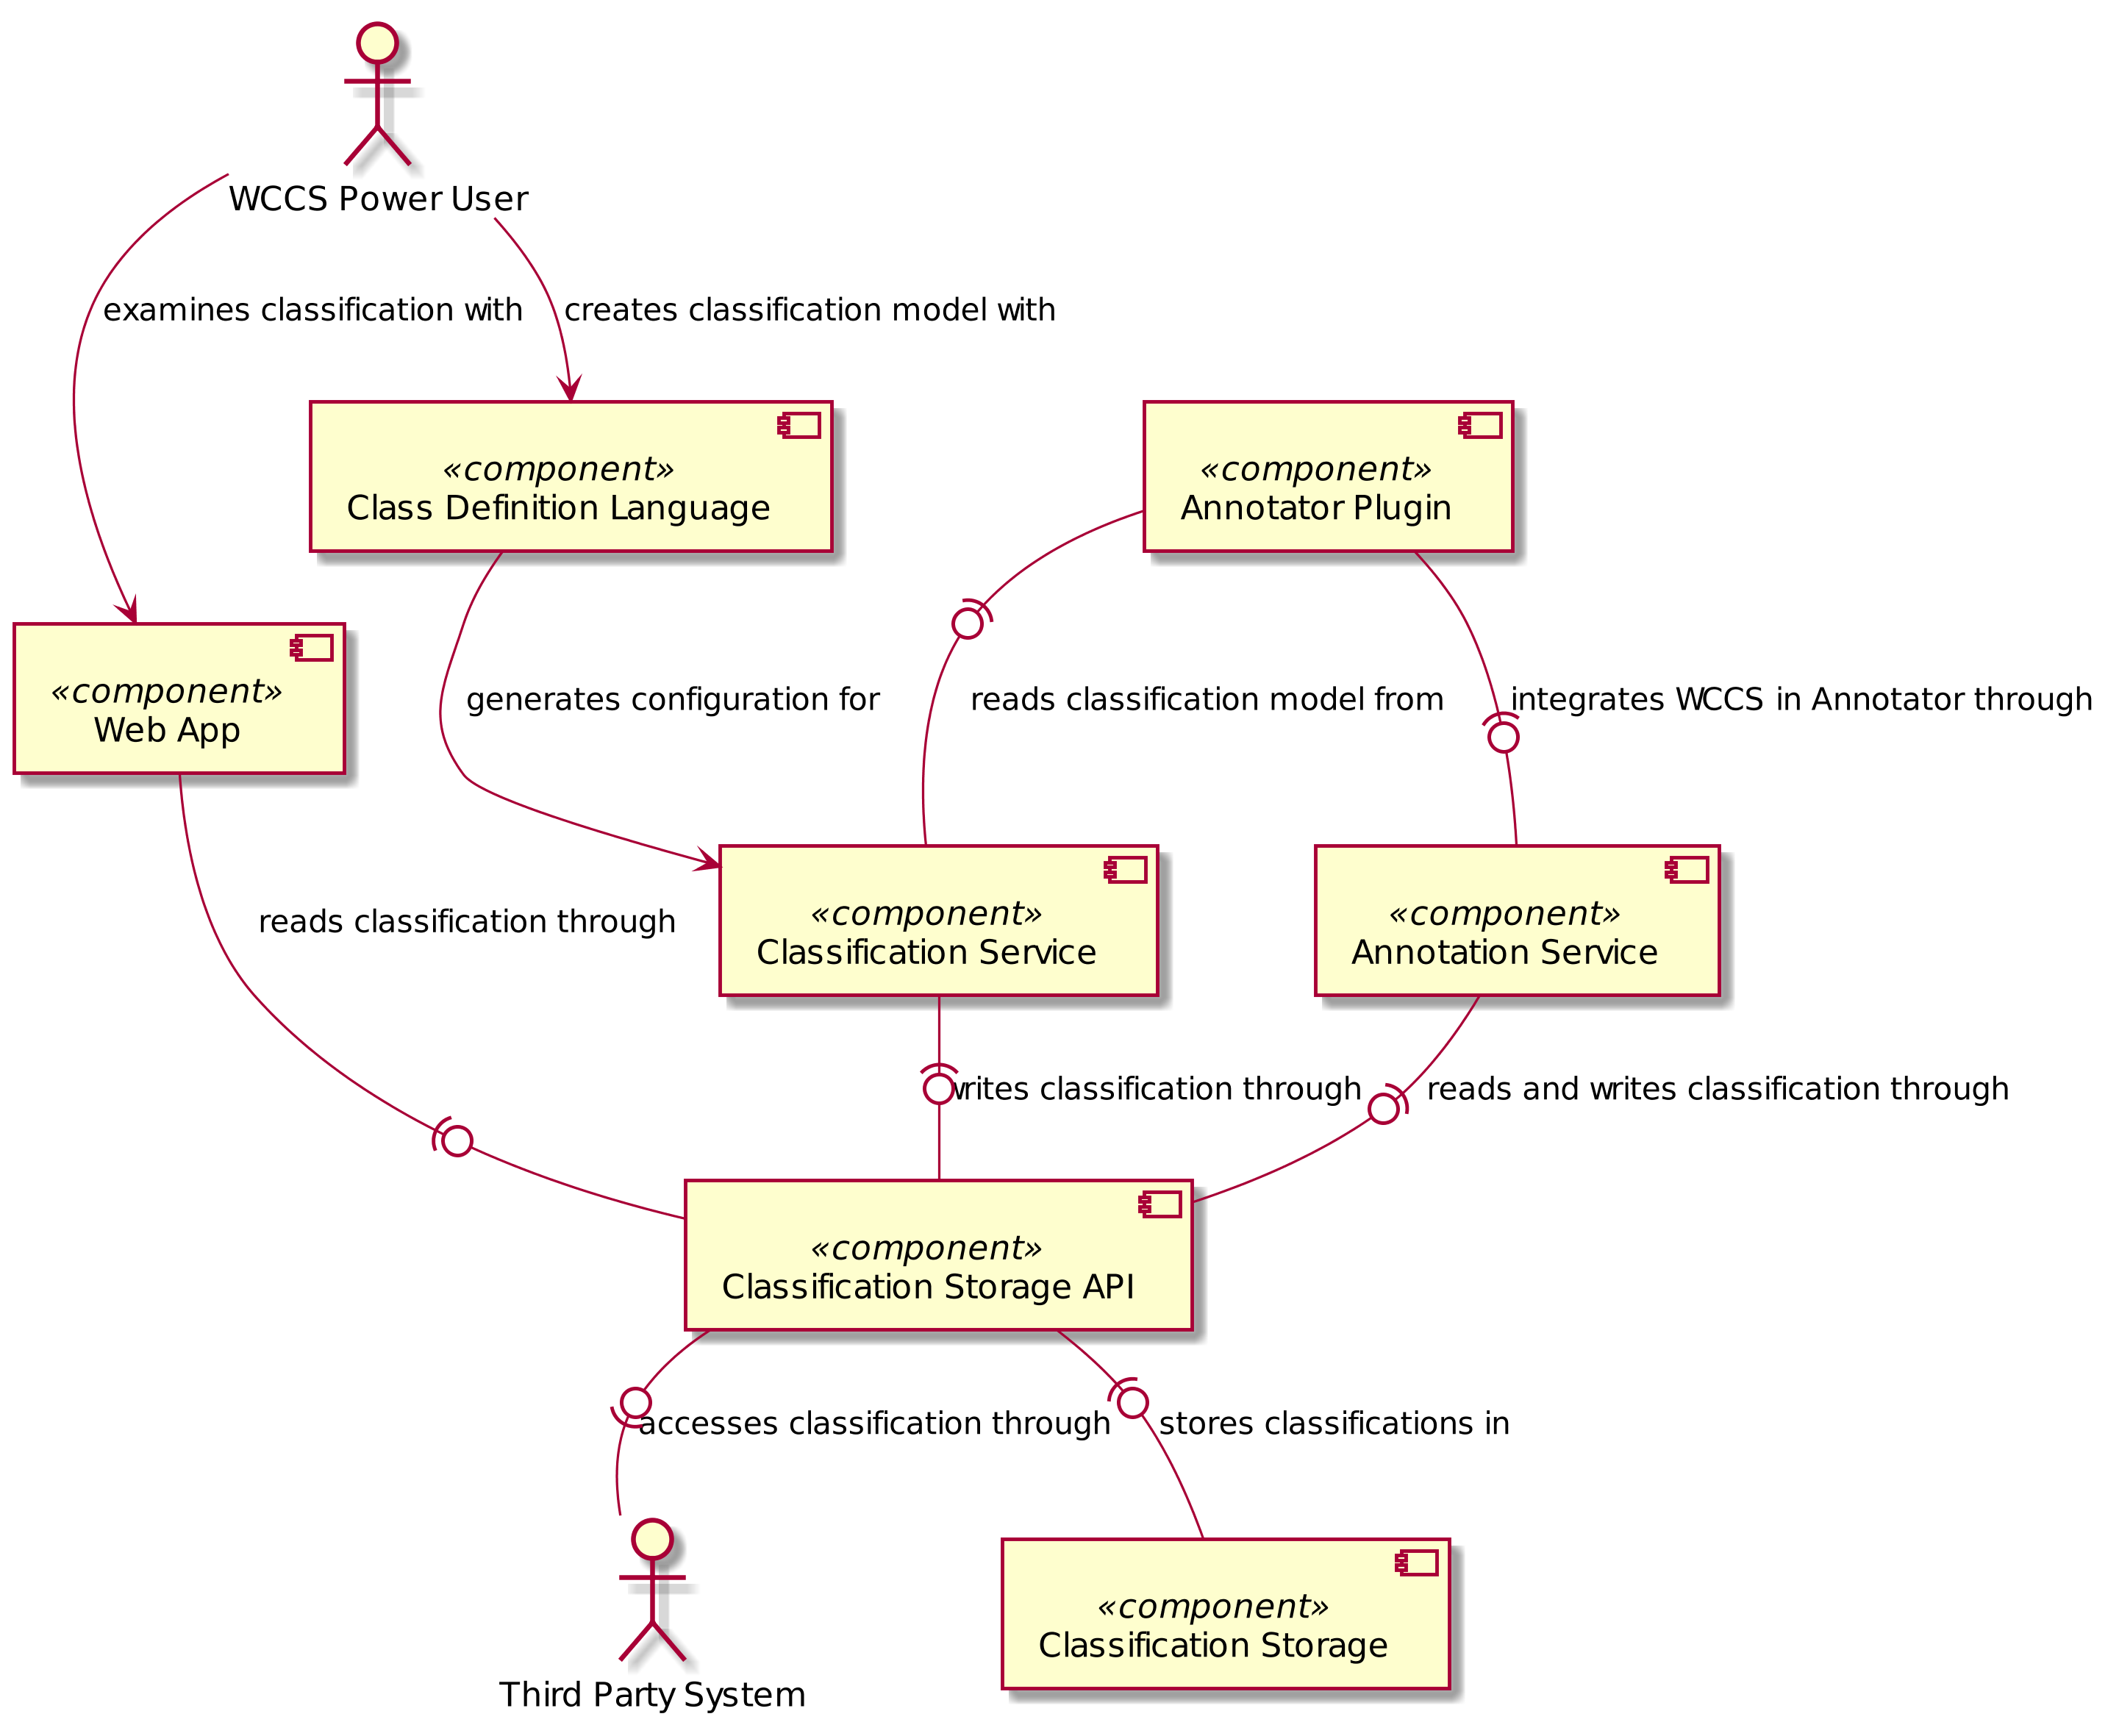 WCCS Power User
examines classification with
creates classification model with
«component»
Class Definition Language
«component»
Annotator Plugin
«component»
Web App
generates configuration for
reads classification model from
integrates WCCS in Annotator through
reads classification through
«component»
Classification Service
«component»
Annotation Service
writes classification through
reads and writes classification through
«component»
Classification Storage API
accesses classification through
stores classifications in
«component»
Classification Storage
Third Party System